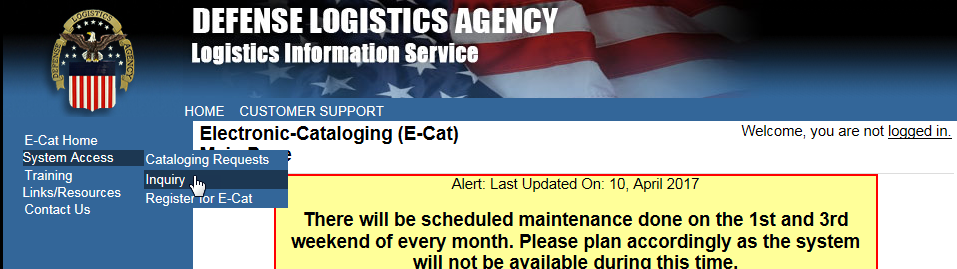 DEFENSE LOGISTICS AGENCY
DEFENSE LOGISTICS AGENCY
Logistics Information Service
HOME CUSTOMER SUPPORT
E-Cat Home
System Access
Training
Links/Resources
Contact Us
Cataloging Requests
Inquiry
Register for E-Cat
Electronic-Cataloging (E-Cat)
Welcome, you are not logged in.
Alert: Last Updated On: 10, April 2017
There will be scheduled maintenance done on the 1st and 3rd
weekend of every month. Please plan accordingly as the system
will not be available during this time.